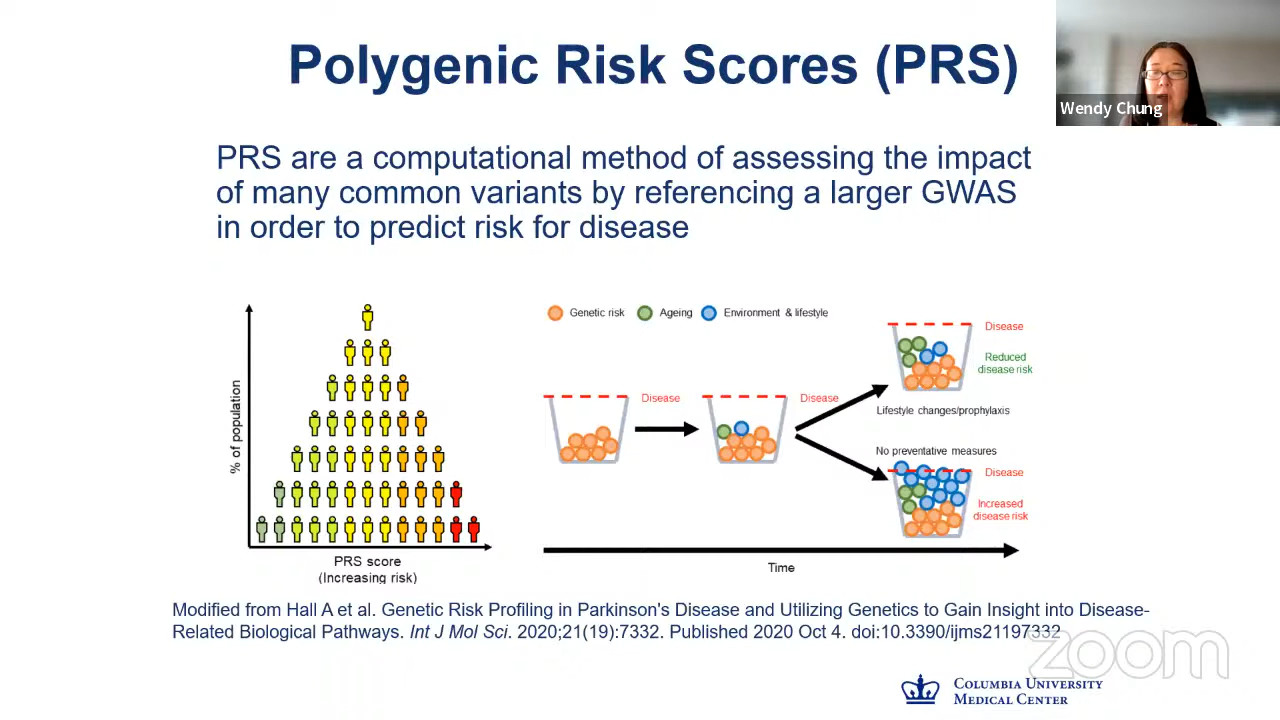 Polygenic Risk Scores (PRS)
Wendy Chung
PRS are a computational method of assessing the impact
of many common variants by referencing a larger GWAS
in order to predict risk for disease
% of population
PRS score
(Increasing risk)
Genetic risk
Ageing
Environment & lifestyle
Disease
Disease
Disease
Reduced
disease risk
Lifestyle changes/prophylaxis
No preventative measures
Disease
Increased
disease risk
Time
Modified from Hall A et al. Genetic Risk Profiling in Parkinson's Disease and Utilizing Genetics to Gain Insight into Disease-
Related Biological Pathways. Int J Mol Sci. 2020;21(19):7332. Published 2020 Oct 4. doi:10.3390/ijms21197332
zoom
COLUMBIA UNIVERSITY
MEDICAL CENTER